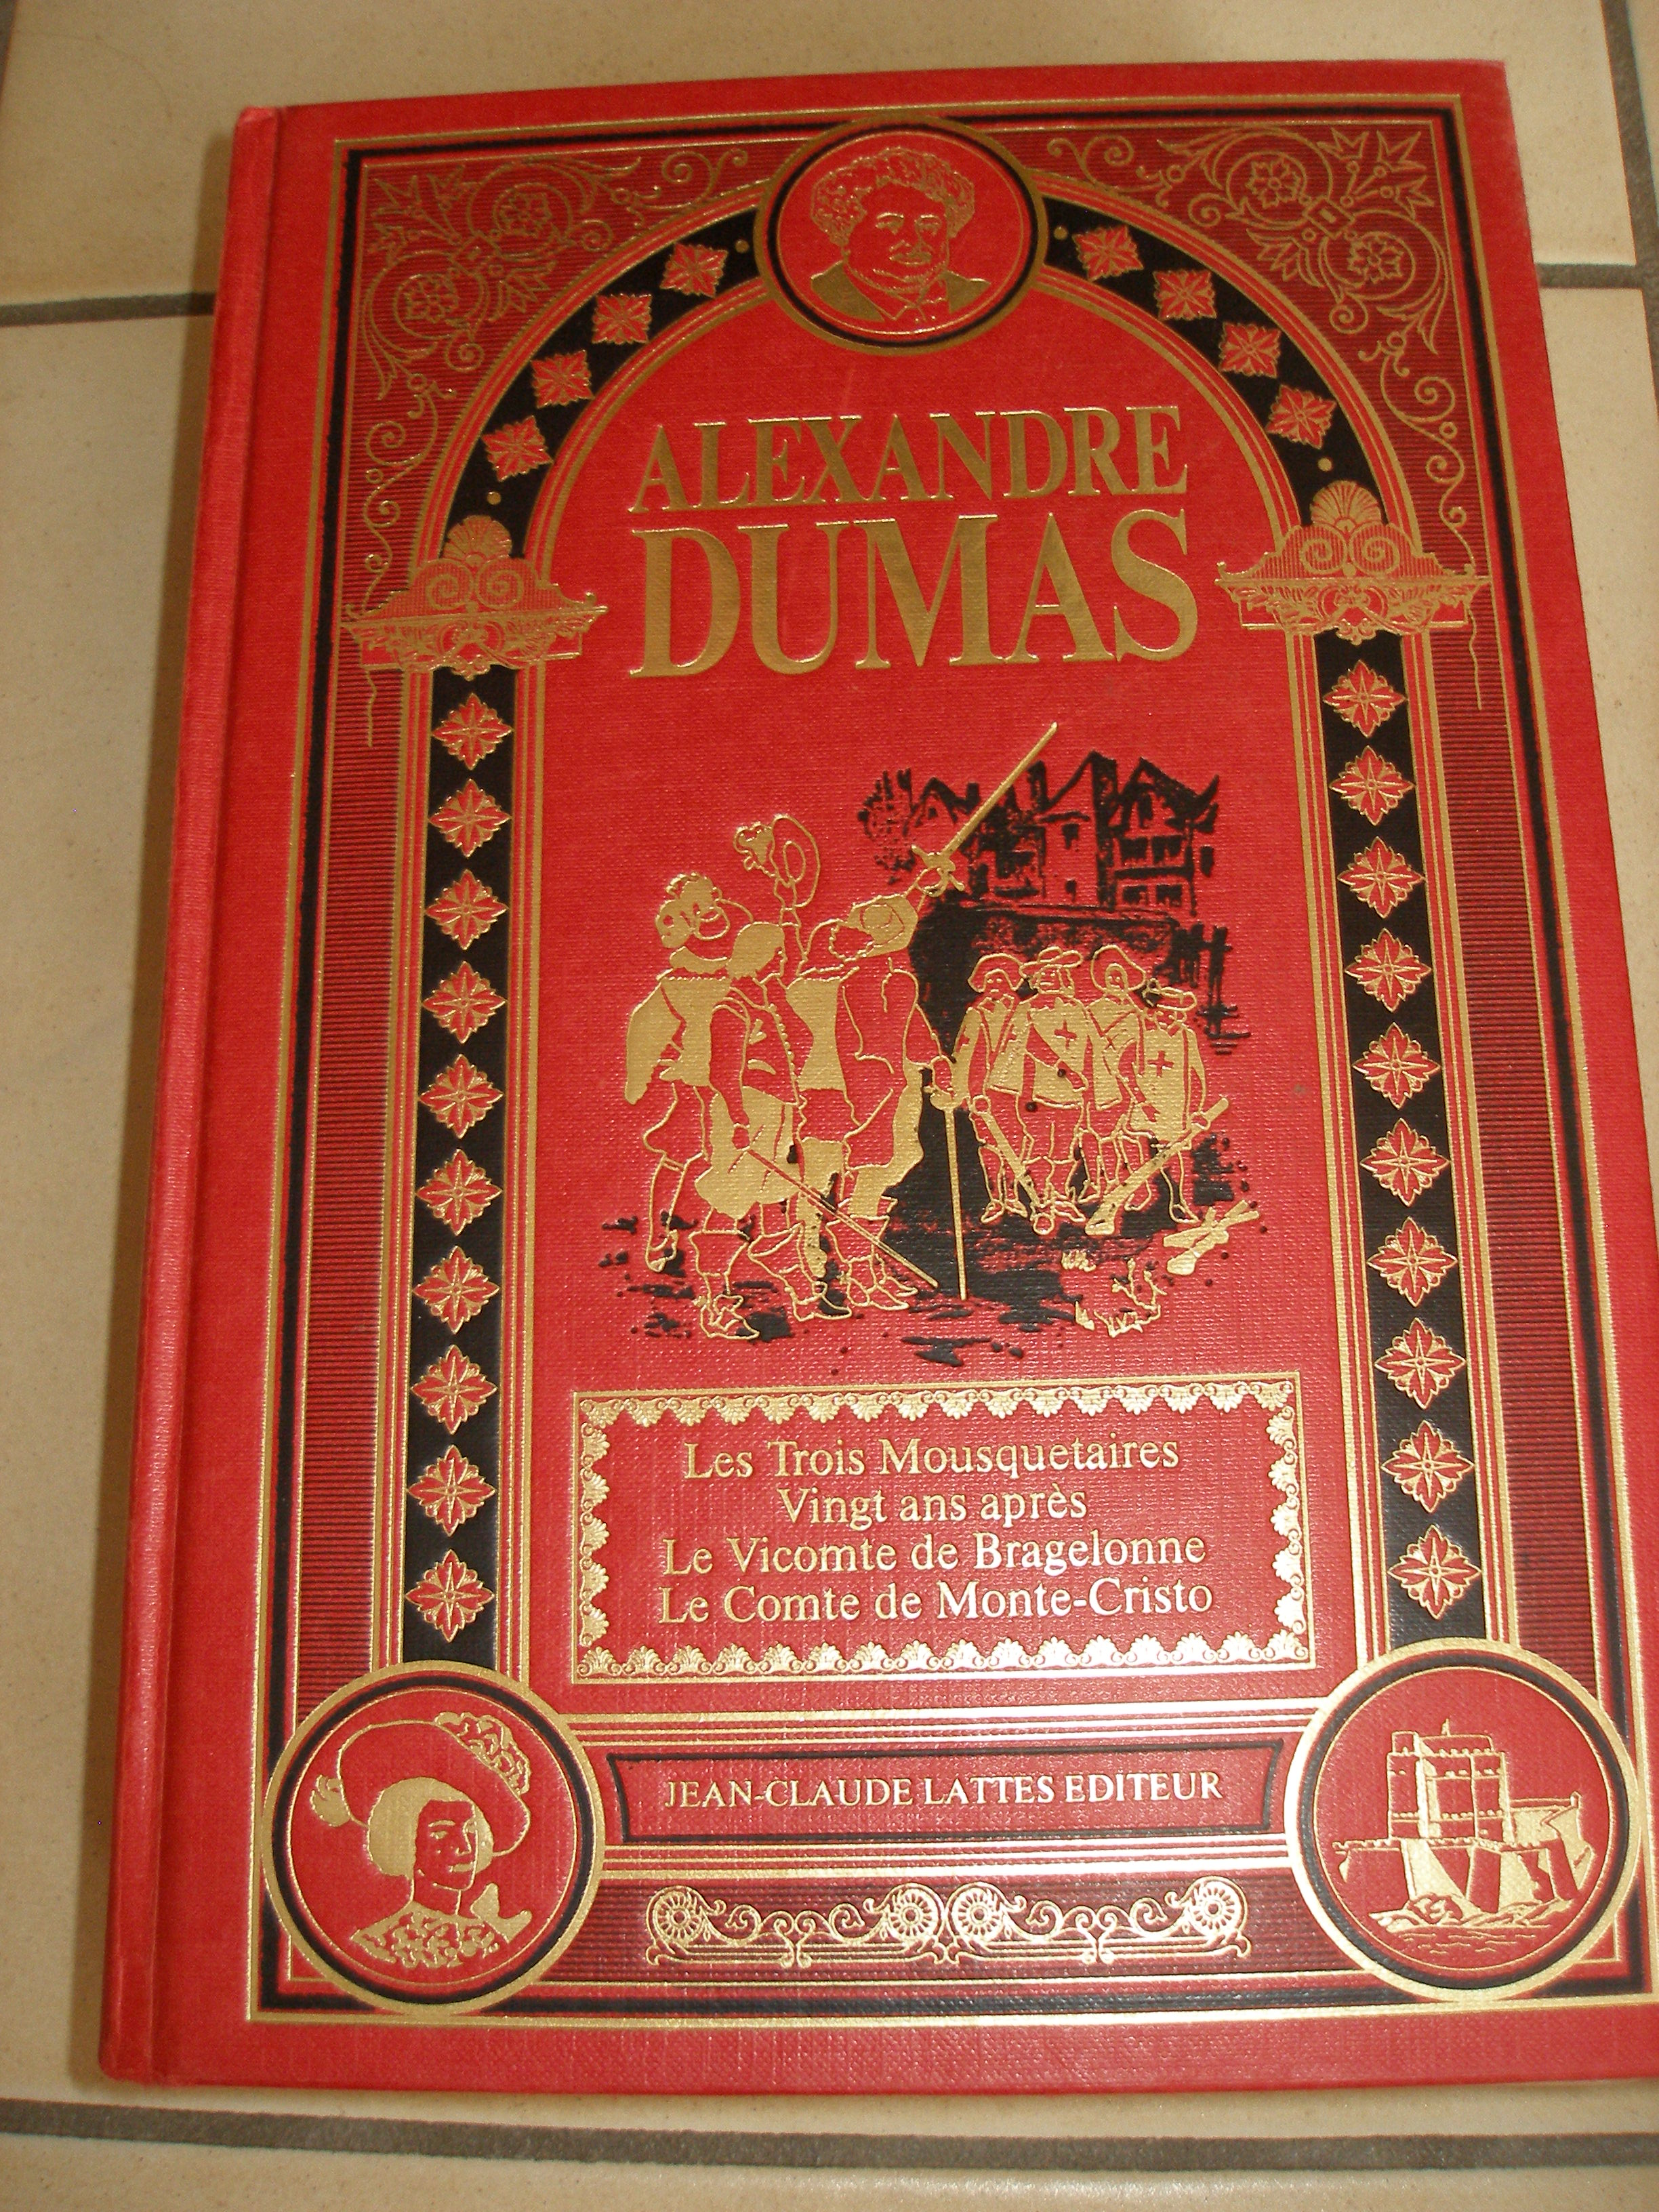 ALEXANDRE
DUMAS
Les Trois Mousquetaires
Vingt ans après
Le Vicomte de Bragelonne
Le Comte de Monte-Cristo
JEAN-CLAUDE LATTES EDITEUR